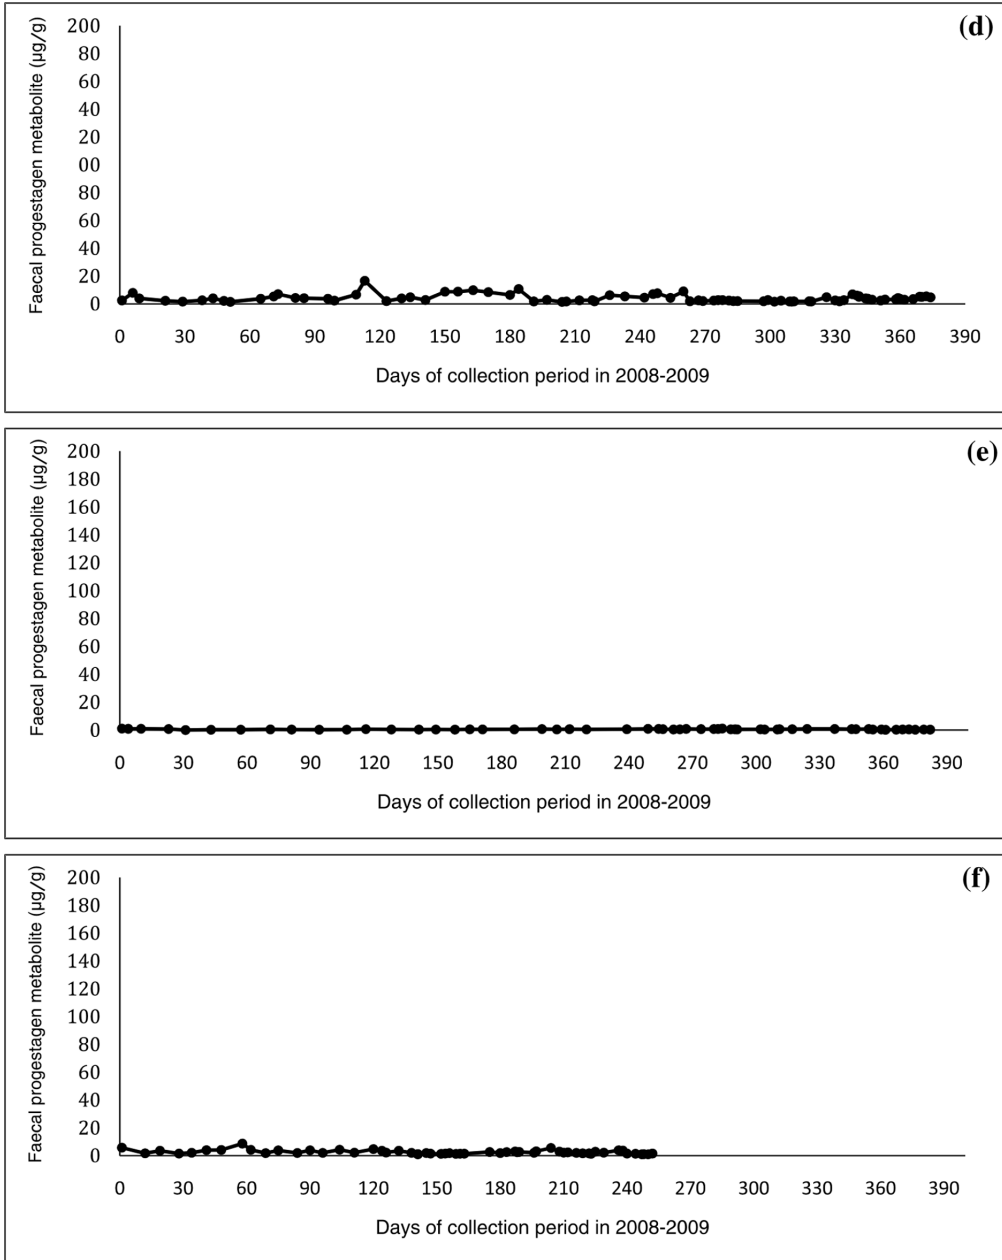 (d)
Faecal progestagen metabolite (µg/g)
200
80
60
40
20
00
80
60
40
20
0
0 30 60 90 120 150 180 210 240 270 300 330 360 390
Days of collection period in 2008-2009
(e)
Faecal progestagen metabolite (µg/g)
200
180
160
140
120
100
80
60
40
20
0
0 30 60 90 120 150 180 210 240 270 300 330 360 390
Days of collection period in 2008-2009
(f)
Faecal progestagen metabolite (µg/g)
200
180
160
140
120
100
80
60
40
20
0
0 30 60 90 120 150 180 210 240 270 300 330 360 390
Days of collection period in 2008-2009